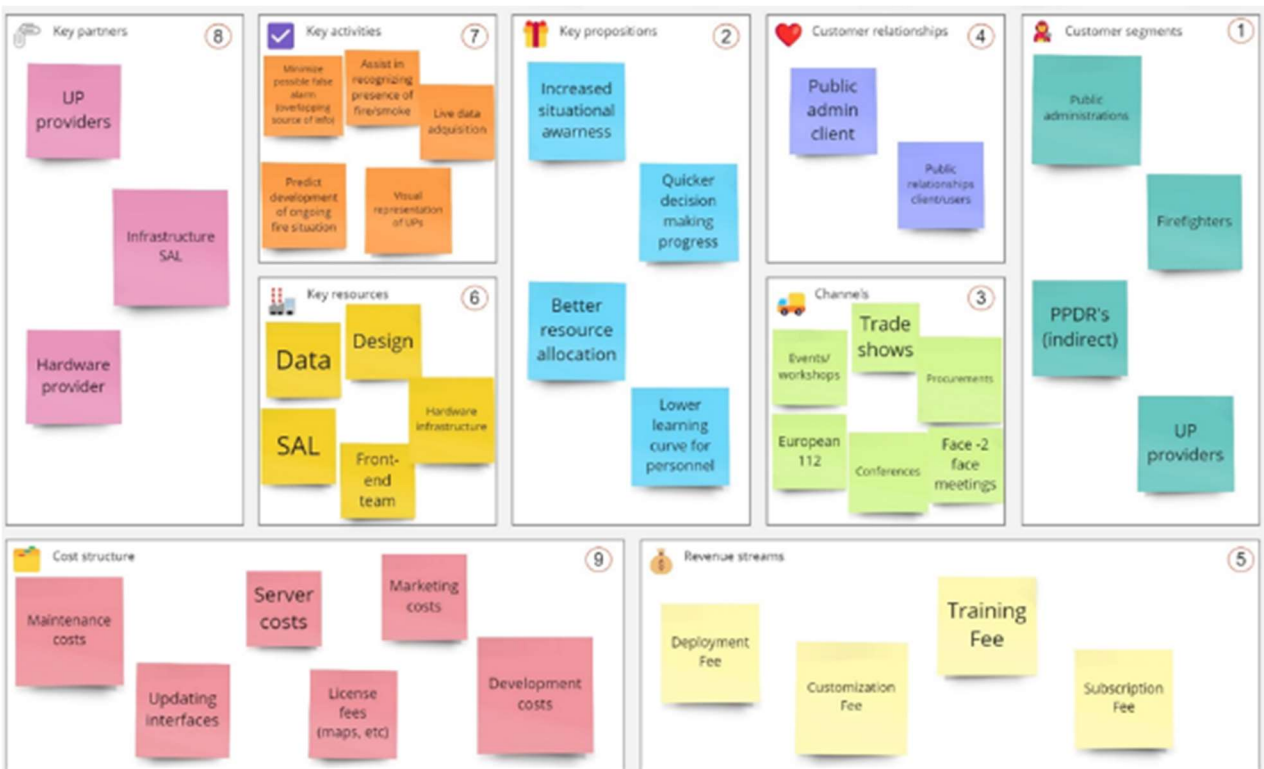 Key partners
8
UP
providers
Infrastructure
SAL
Hardware
provider
Key activities
7
Minimize
possible false
alarm
(overlapping
source of info)
Assist in
recognizing
presence of
fire/smoke
Live data
adquisition
Predict
development
of ongoing
fire situation
Visual
representation
of UPs
Key resources
6
Data
Design
Hardware
infrastructure
SAL
Front-
end
team
Key propositions
2
Increased
situational
awarness
Quicker
decision
making
progress
Better
resource
allocation
Lower
learning
curve for
personnel
Customer relationships
4
Public
admin
client
Public
relationships
client/users
Channels
3
Events/
workshops
Trade
shows
Procurements
European
112
Conferences
Face -2
face
meetings
Customer segments
1
Public
administrations
Firefighters
PPDR's
(indirect)
UP
providers
Cost structure
9
Maintenance
costs
Updating
interfaces
Server
costs
License
fees
(maps, etc)
Marketing
costs
Development
costs
Revenue streams
5
Deployment
Fee
Customization
Fee
Training
Fee
Subscription
Fee